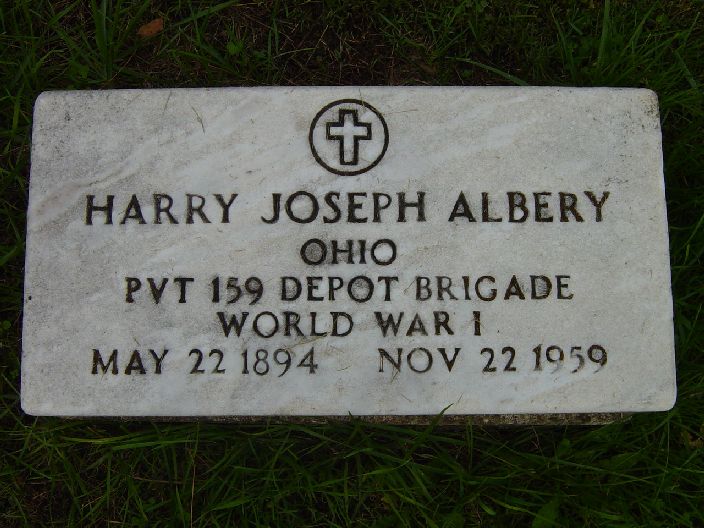 HARRY JOSEPH ALBERY
OHIO
PVT 159 DEPOT BRIGADE
WORLD WAR I
MAY 22 1894 NOV 22 1959